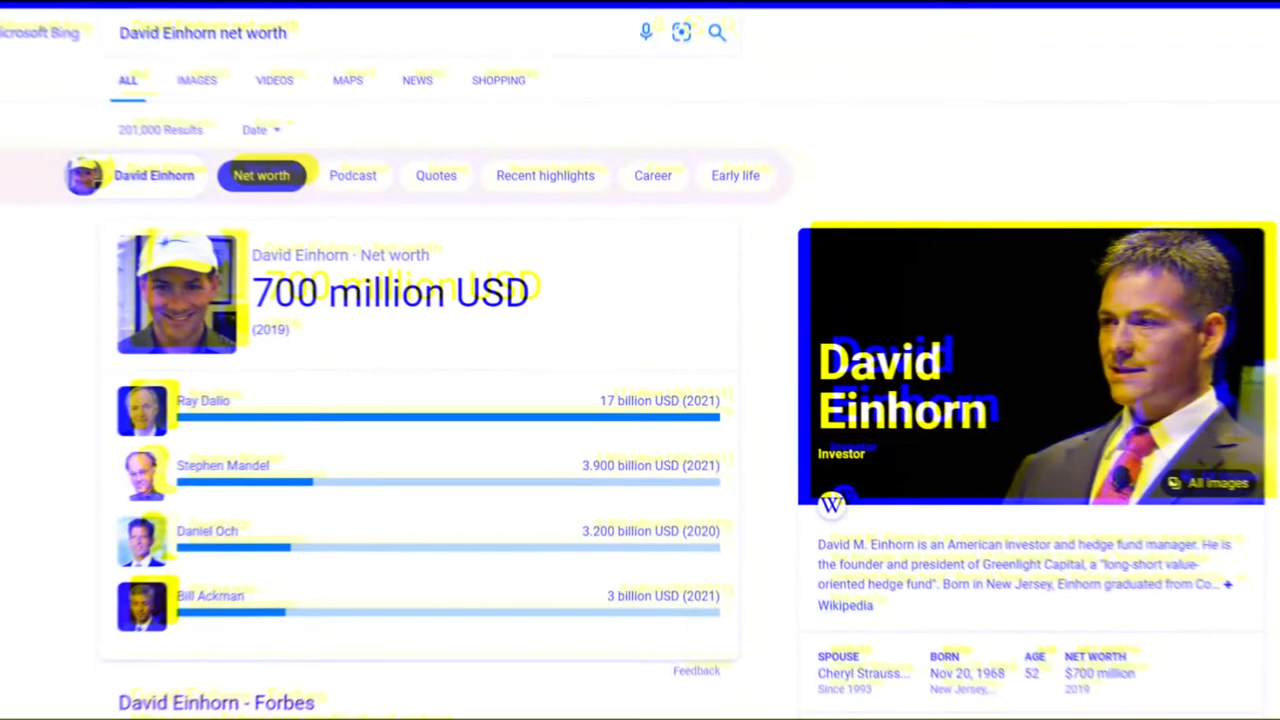 icrosoft Bing
David Einhorn net worth
ALL IMAGES VIDEOS MAPS NEWS SHOPPING
201,000 Results Date
David Einhorn Net worth Podcast Quotes Recent highlights Career Early life
David Einhorn · Net worth
700 million USD
(2019)
Ray Dalio 17 billion USD (2021)
Stephen Mandel 3.900 billion USD (2021)
Daniel Och 3.200 billion USD (2020)
Bill Ackman 3 billion USD (2021)
Feedback
David Einhorn - Forbes
David
Einhorn
Investor
All images
W
David M. Einhorn is an American investor and hedge fund manager. He is
the founder and president of Greenlight Capital, a "long-short value-
oriented hedge fund". Born in New Jersey, Einhorn graduated from Co... +
Wikipedia
SPOUSE BORN AGE NET WORTH
Cheryl Strauss... Nov 20, 1968 52 $700 million
Since 1993 New Jersey,... 2019